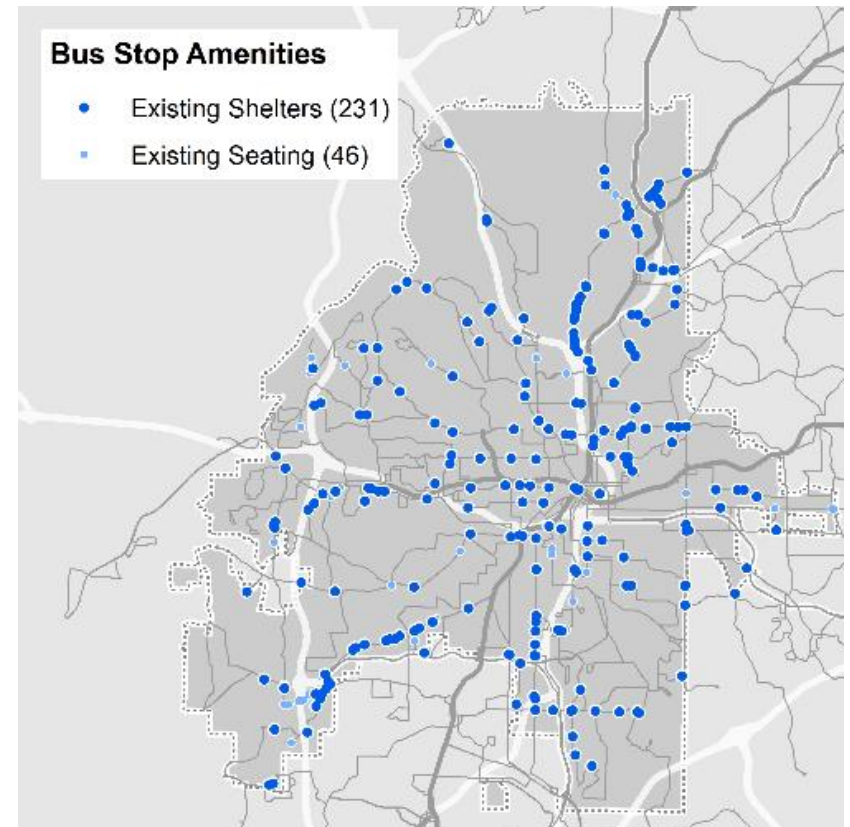 Bus Stop Amenities
Existing Shelters (231)
Existing Seating (46)